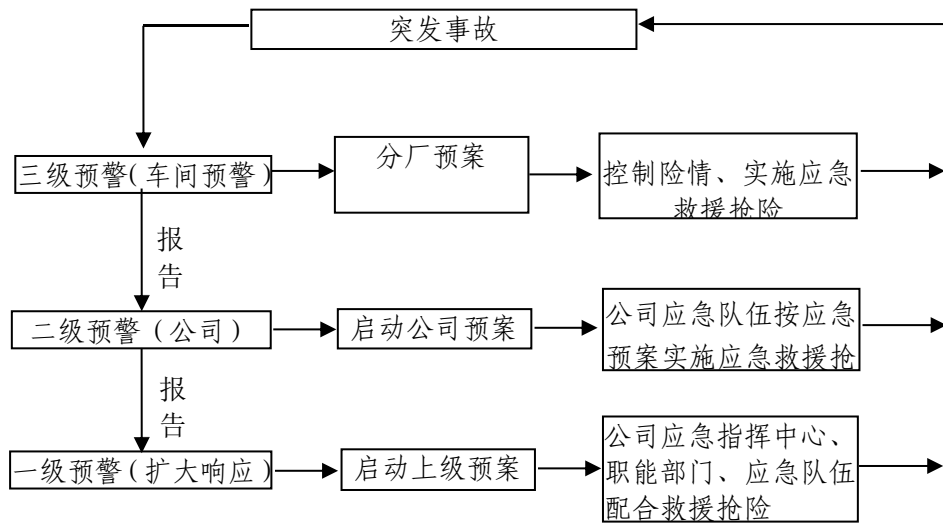 突发事故
三级预警（车间预警）
分厂预案
控制险情、实施应急
救援抢险
报
告
二级预警（公司）
启动公司预案
公司应急队伍按应急
预案实施应急救援抢
报
告
一级预警（扩大响应）
启动上级预案
公司应急指挥中心、
职能部门、应急队伍
配合救援抢险